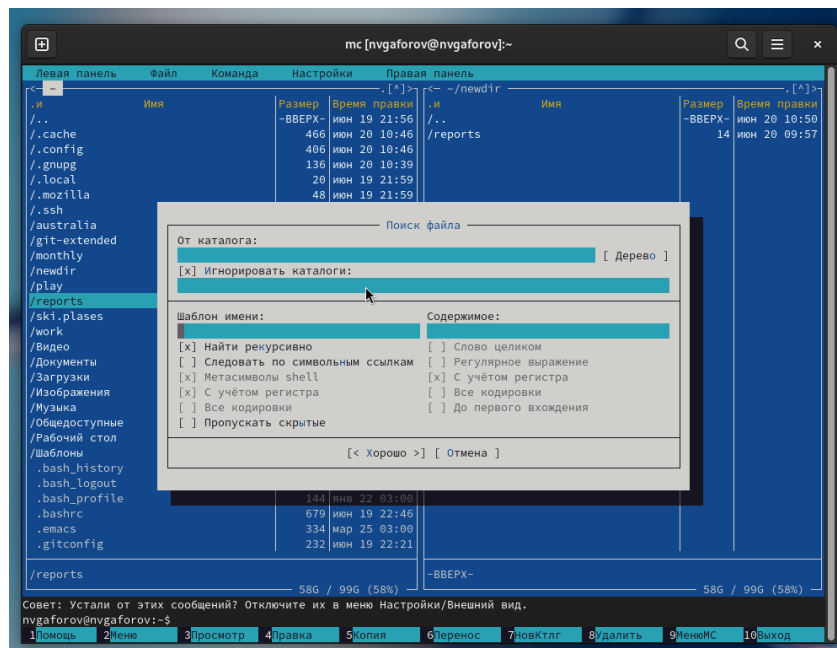 mc [nvgaforov@nvgaforov]:~
Левая панель Файл Команда Настройки Правая панель
<— ~ .[^]> <— ~/newdir .[^]>
.и Имя Размер Время правки .и Имя Размер Время правки
/.. -ВВЕРХ- июн 19 21:56 /.. -ВВЕРХ- июн 20 10:50
/.cache 466 июн 20 10:46 /reports 14 июн 20 09:57
/.config 406 июн 20 10:46
/.gnupg 136 июн 20 10:39
/.local 20 июн 19 21:59
/.mozilla 48 июн 19 21:59
/.ssh
/australia Поиск файла
/git-extended От каталога:
/monthly [ Дерево ]
/newdir [x] Игнорировать каталоги:
/play
/reports
/ski.plases Шаблон имени: Содержимое:
/work
/Видео [x] Найти рекурсивно [ ] Слово целиком
/Документы [ ] Следовать по символьным ссылкам [ ] Регулярное выражение
/Загрузки [x] Метасимволы shell [x] С учётом регистра
/Изображения [x] С учётом регистра [ ] Все кодировки
/Музыка [ ] Все кодировки [ ] До первого вхождения
/Общедоступные [ ] Пропускать скрытые
/Рабочий стол
/Шаблоны [< Хорошо >] [ Отмена ]
.bash_history
.bash_logout
.bash_profile 144 янв 22 03:00
.bashrc 679 июн 19 22:46
.emacs 334 мар 25 03:00
.gitconfig 232 июн 19 22:21
/reports -ВВЕРХ-
58G / 99G (58%) 58G / 99G (58%)
Совет: Устали от этих сообщений? Отключите их в меню Настройки/Внешний вид.
nvgaforov@nvgaforov:~$
1Помощь 2Меню 3Просмотр 4Правка 5Копия 6Перенос 7НовКтлг 8Удалить 9МенюМС 10Выход